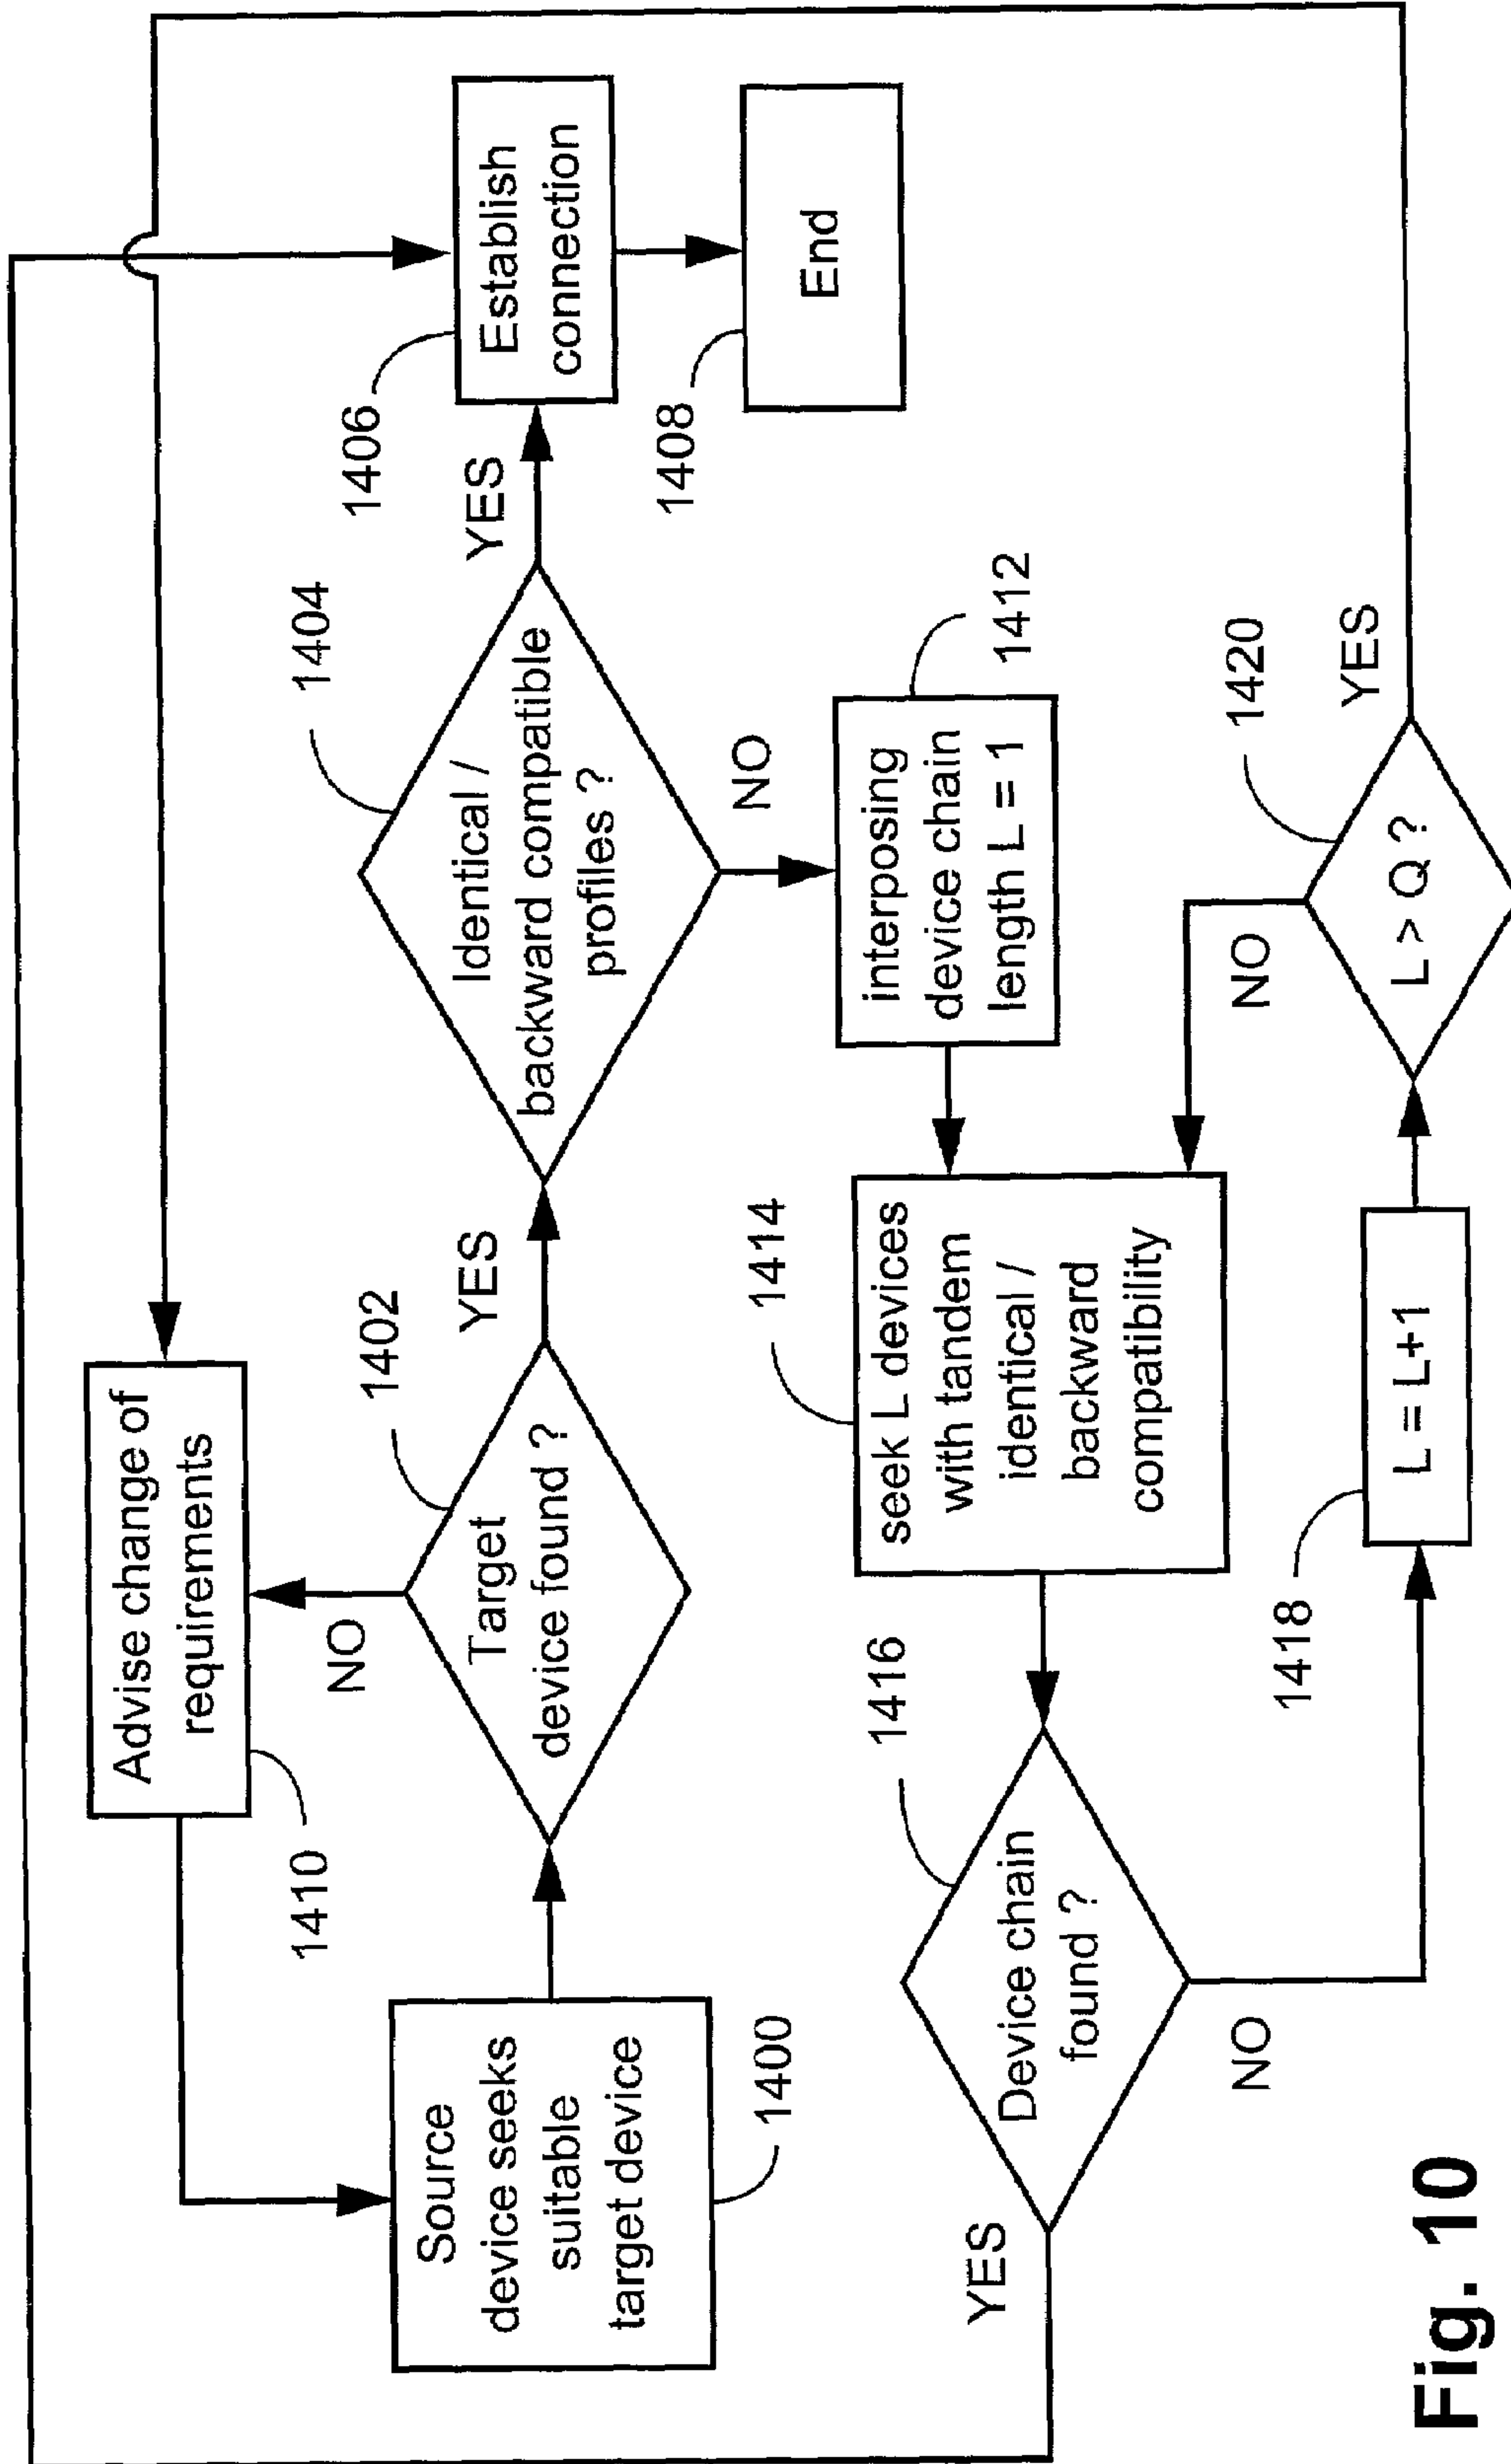 Advise change of
requirements
1410
NO
Source
device seeks
suitable
target device
1400
Target
device found ?
1402
YES
Identical /
backward compatible
profiles ?
1404
YES
Establish
connection
1406
End
1408
NO
interposing
device chain
length L = 1
1412
seek L devices
with tandem
identical /
backward
compatibility
1414
Device chain
found ?
1416
YES
NO
L = L+1
1418
L > Q ?
1420
NO
YES
Fig. 10